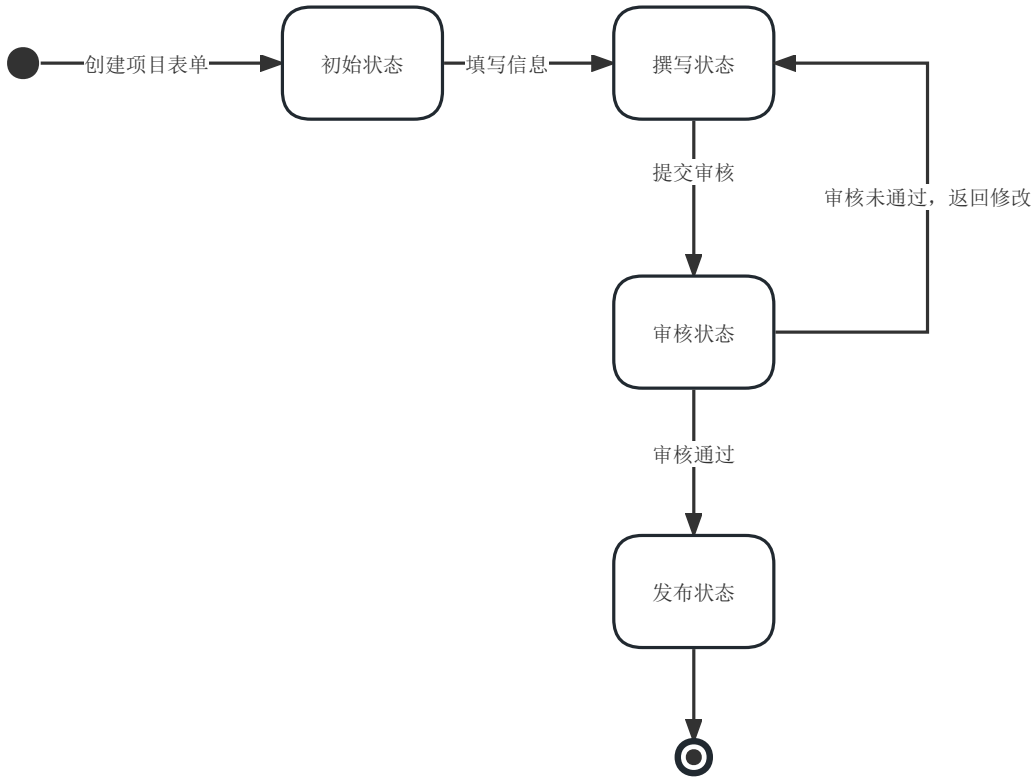 创建项目表单
初始状态
填写信息
撰写状态
提交审核
审核未通过，返回修改
审核状态
审核通过
发布状态